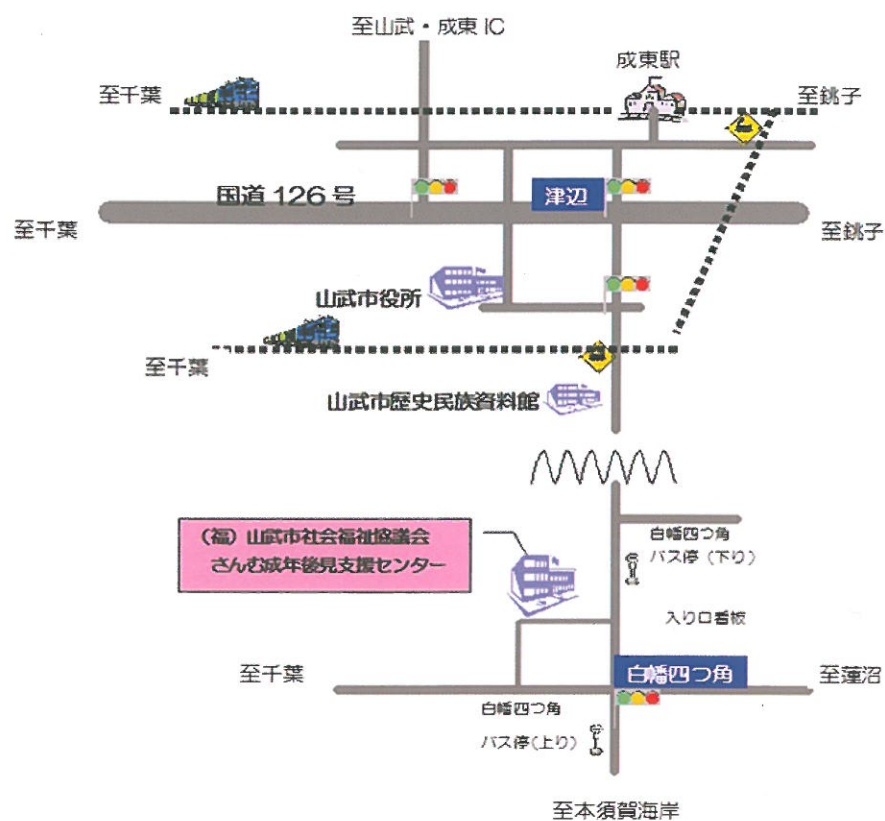 至山武・成東IC
成東駅
至千葉
至銚子
国道126号
津辺
至千葉
至銚子
山武市役所
至千葉
山武市歴史民族資料館
(福)山武市社会福祉協議会
さんむ成年後見支援センター
白幡四つ角
バス停(下り)
入り口看板
至千葉
白幡四つ角
至蓮沼
白幡四つ角
バス停(上り)
至本須賀海岸